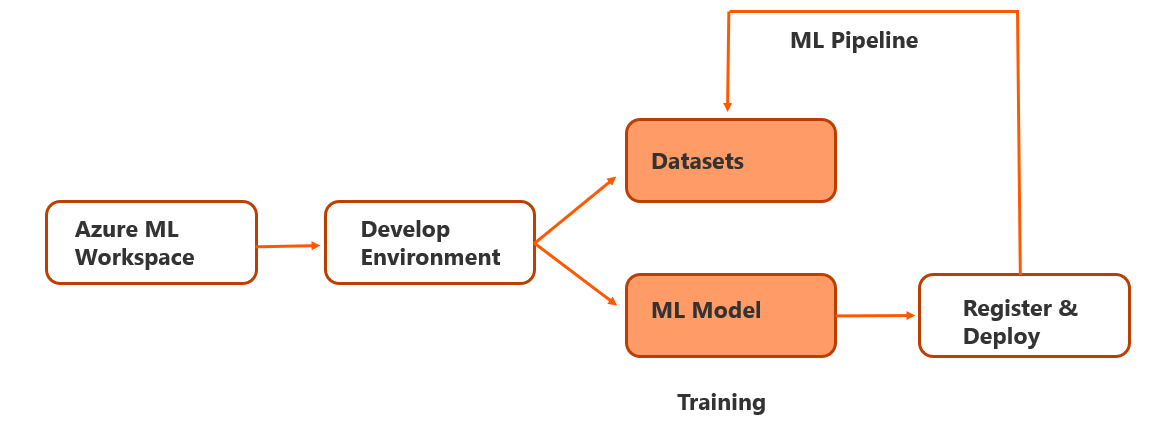 ML Pipeline
Datasets
Azure ML
Workspace
Develop
Environment
ML Model
Register &
Deploy
Training